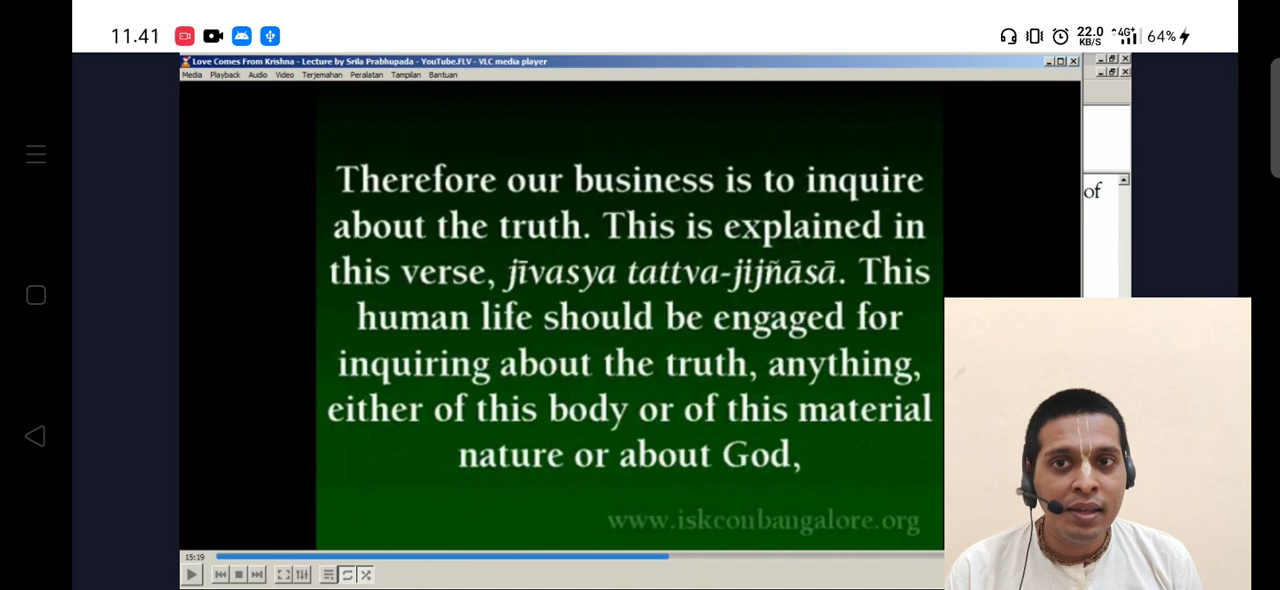 11.41
22.0
KB/S
4G+
64%
Love Comes From Krishna - Lecture by Srila Prabhupada - YouTube.FLV - VLC media player
Media Playback Audio Video Terjemahan Peralatan Tampilan Bantuan
Therefore our business is to inquire
about the truth. This is explained in
this verse, jīvasya tattva-jijñāsā. This
human life should be engaged for
inquiring about the truth, anything,
either of this body or of this material
nature or about God,
www.iskconbangalore.org
of
15:19